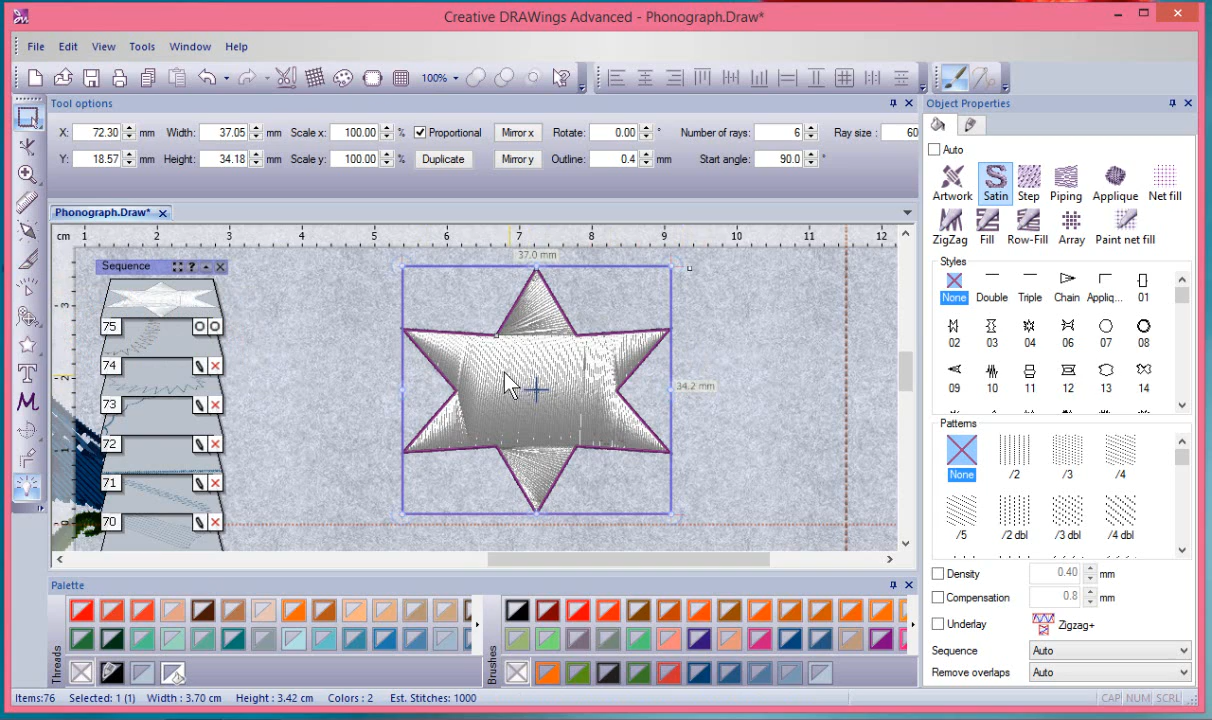 Creative DRAWings Advanced - Phonograph.Draw*
File Edit View Tools Window Help
100%
Tool options
X: 72.30 mm Width: 37.05 mm Scale x: 100.00 % Proportional Mirror x Rotate: 0.00 ° Number of rays: 6 Ray size : 60
Y: 18.57 mm Height: 34.18 mm Scale y: 100.00 % Duplicate Mirror y Outline: 0.4 mm Start angle: 90.0 °
Phonograph.Draw*
cm 1 2 3 4 5 6 7 8 9 10 11 12
3
2
1
0
Sequence
75
74
73
72
71
70
37.0 mm
34.2 mm
Object Properties
Auto
Artwork Satin Step Piping Applique Net fill
ZigZag Fill Row-Fill Array Paint net fill
Styles
None Double Triple Chain Appliq... 01
02 03 04 06 07 08
09 10 11 12 13 14
Patterns
None /2 /3 /4
/5 /2 dbl /3 dbl /4 dbl
Density 0.40 mm
Compensation 0.8 mm
Underlay Zigzag+
Sequence Auto
Remove overlaps Auto
Palette
Threads
Brushes
Items:76 Selected: 1 (1) Width : 3.70 cm Height : 3.42 cm Colors : 2 Est. Stitches: 1000
CAP NUM SCRL